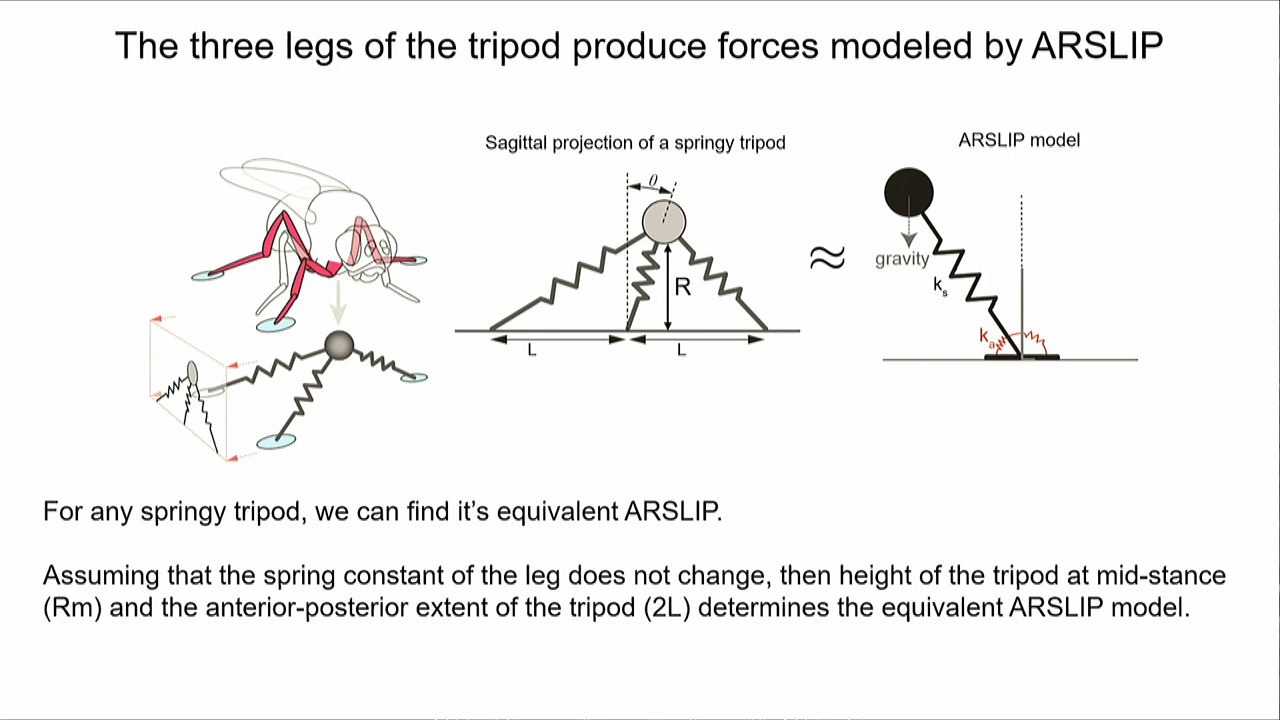 The three legs of the tripod produce forces modeled by ARSLIP
Sagittal projection of a springy tripod
ARSLIP model
θ
R
L
L
gravity
ks
ka
≈
For any springy tripod, we can find it's equivalent ARSLIP.
Assuming that the spring constant of the leg does not change, then height of the tripod at mid-stance
(Rm) and the anterior-posterior extent of the tripod (2L) determines the equivalent ARSLIP model.